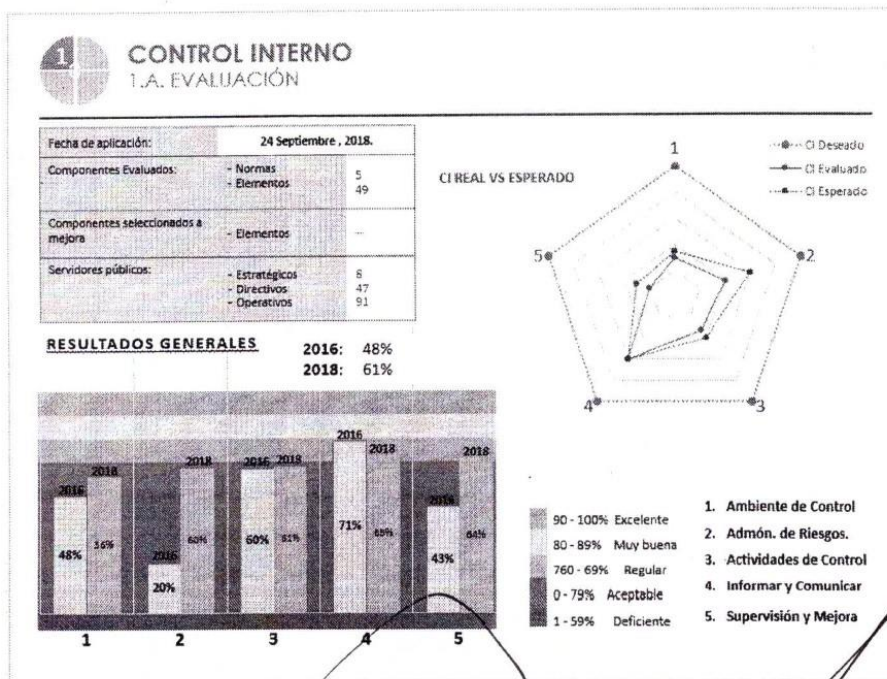 1
CONTROL INTERNO
1.A. EVALUACIÓN
Fecha de aplicación: 24 Septiembre , 2018.
Componentes Evaluados: - Normas 5
- Elementos 49
Componentes seleccionados a mejora - Elementos ---
Servidores públicos: - Estratégicos 6
- Directivos 47
- Operativos 91
CI REAL VS ESPERADO
CI Deseado
CI Evaluado
CI Esperado
1
2
3
4
5
RESULTADOS GENERALES
2016: 48%
2018: 61%
2016 2018
48% 56%
2016 2018
20% 60%
2016 2018
60% 61%
2016 2018
71% 65%
2016 2018
43% 64%
1 2 3 4 5
90 - 100% Excelente
80 - 89% Muy buena
760 - 69% Regular
0 - 79% Aceptable
1 - 59% Deficiente
1. Ambiente de Control
2. Admón. de Riesgos.
3. Actividades de Control
4. Informar y Comunicar
5. Supervisión y Mejora